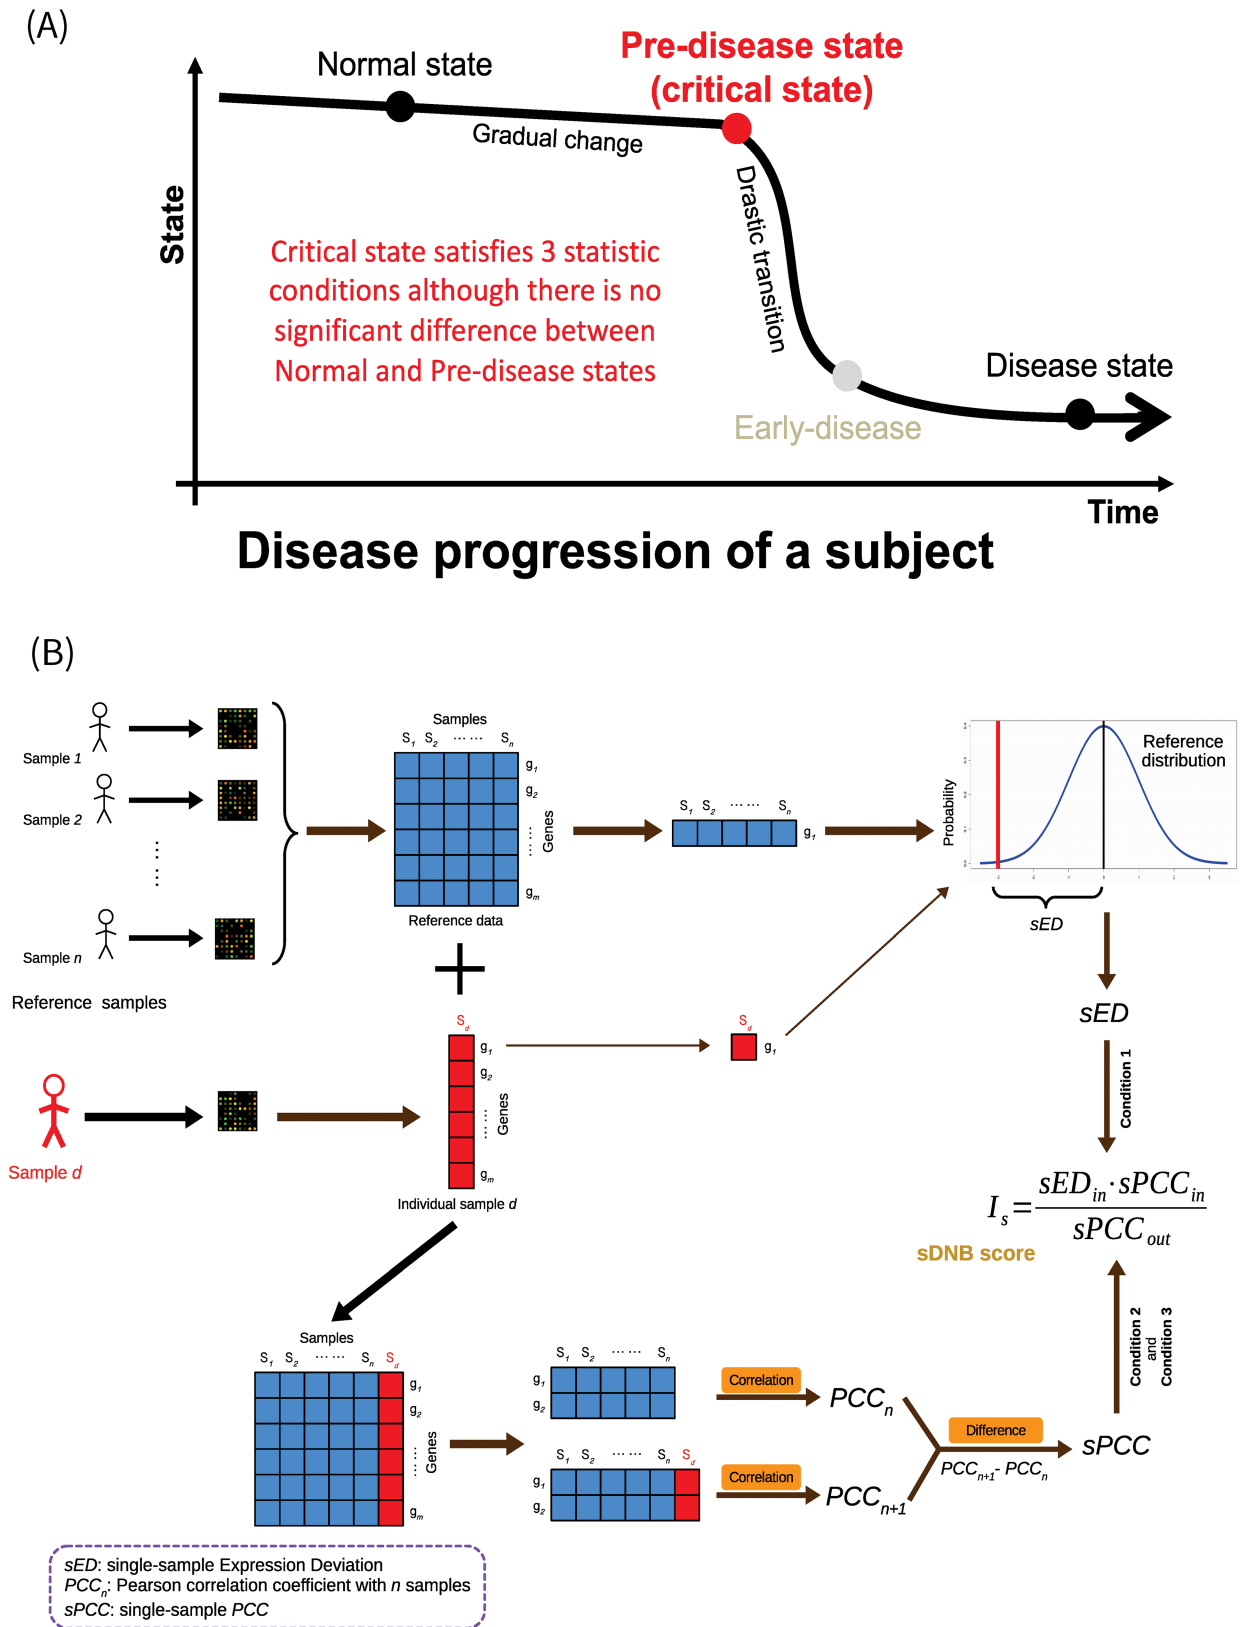 (A)
Pre-disease state
(critical state)
Normal state
Gradual change
Drastic transition
State
Critical state satisfies 3 statistic
conditions although there is no
significant difference between
Normal and Pre-disease states
Disease state
Early-disease
Time
Disease progression of a subject
(B)
Sample 1
Sample 2
... ...
Sample n
Reference samples
Samples
S1 S2 ... ... Sn
g1
g2
... ...
Genes
gm
Reference data
S1 S2 ... ... Sn
g1
Probability
Reference
distribution
sED
sED
Condition 1
Sd
g1
g2
... ...
Genes
gm
Individual sample d
Sd
g1
Sample d
Is = sEDin · sPCCin / sPCCout
sDNB score
Condition 2
and
Condition 3
Samples
S1 S2 ... ... Sn Sd
g1
g2
... ...
Genes
gm
S1 S2 ... ... Sn
g1
g2
Correlation
PCCn
S1 S2 ... ... Sn Sd
g1
g2
Correlation
PCCn+1
Difference
PCCn+1 - PCCn
sPCC
sED: single-sample Expression Deviation
PCCn: Pearson correlation coefficient with n samples
sPCC: single-sample PCC